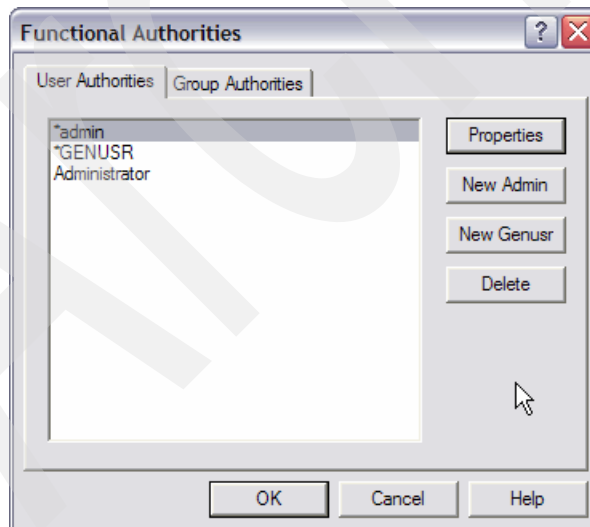 Functional Authorities
User Authorities
Group Authorities
*admin
*GENUSR
Administrator
Properties
New Admin
New Genusr
Delete
OK
Cancel
Help